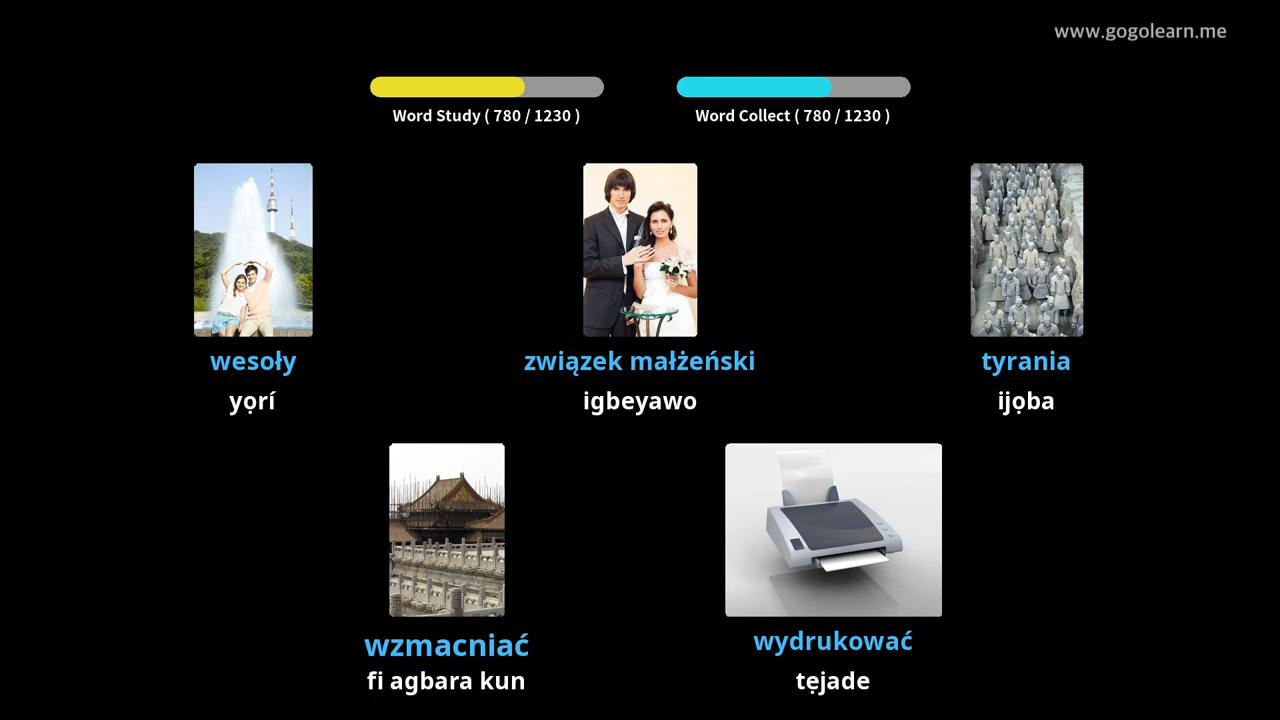 www.gogolearn.me
Word Study ( 780 / 1230 )
Word Collect ( 780 / 1230 )
wesoły
yọrí
związek małżeński
igbeyawo
tyrania
ijọba
wzmacniać
fi agbara kun
wydrukować
tẹjade